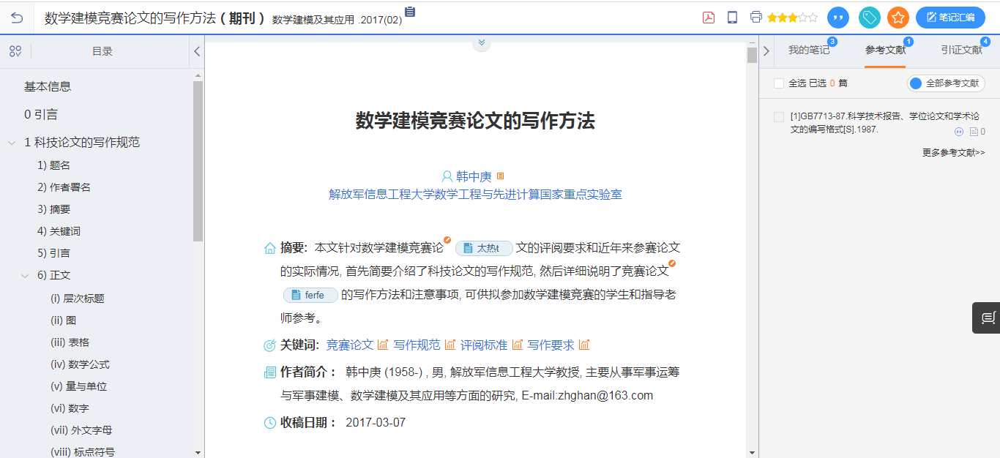 数学建模竞赛论文的写作方法（期刊） 数学建模及其应用 .2017(02)
笔记汇编
目录
基本信息
0 引言
1 科技论文的写作规范
1) 题名
2) 作者署名
3) 摘要
4) 关键词
5) 引言
6) 正文
(i) 层次标题
(ii) 图
(iii) 表格
(iv) 数学公式
(v) 量与单位
(vi) 数字
(vii) 外文字母
(viii) 标点符号
数学建模竞赛论文的写作方法
韩中庚
解放军信息工程大学数学工程与先进计算国家重点实验室
摘要：本文针对数学建模竞赛论 太热t 文的评阅要求和近年来参赛论文
的实际情况, 首先简要介绍了科技论文的写作规范, 然后详细说明了竞赛论文
ferfe 的写作方法和注意事项, 可供拟参加数学建模竞赛的学生和指导老
师参考。
关键词：竞赛论文 写作规范 评阅标准 写作要求
作者简介： 韩中庚 (1958-) , 男, 解放军信息工程大学教授, 主要从事军事运筹
与军事建模、数学建模及其应用等方面的研究, E-mail:zhghan@163.com
收稿日期： 2017-03-07
我的笔记 3 参考文献 1 引证文献 4
全选 已选 0 篇 全部参考文献
[1]GB7713-87.科学技术报告、学位论文和学术论
文的编写格式[S].1987.
0
更多参考文献>>